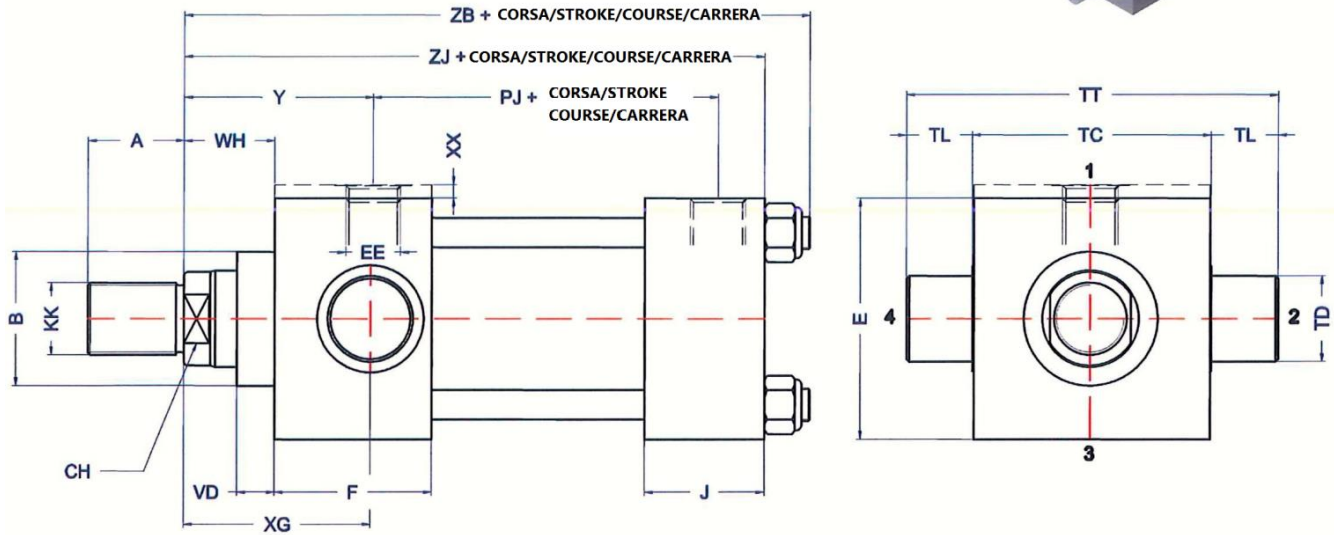 ZB + CORSA/STROKE/COURSE/CARRERA
ZJ + CORSA/STROKE/COURSE/CARRERA
Y
PJ + CORSA/STROKE
COURSE/CARRERA
TT
A
WH
XX
TL
TC
TL
1
EE
B
KK
E
4
2
TD
CH
VD
F
J
3
XG